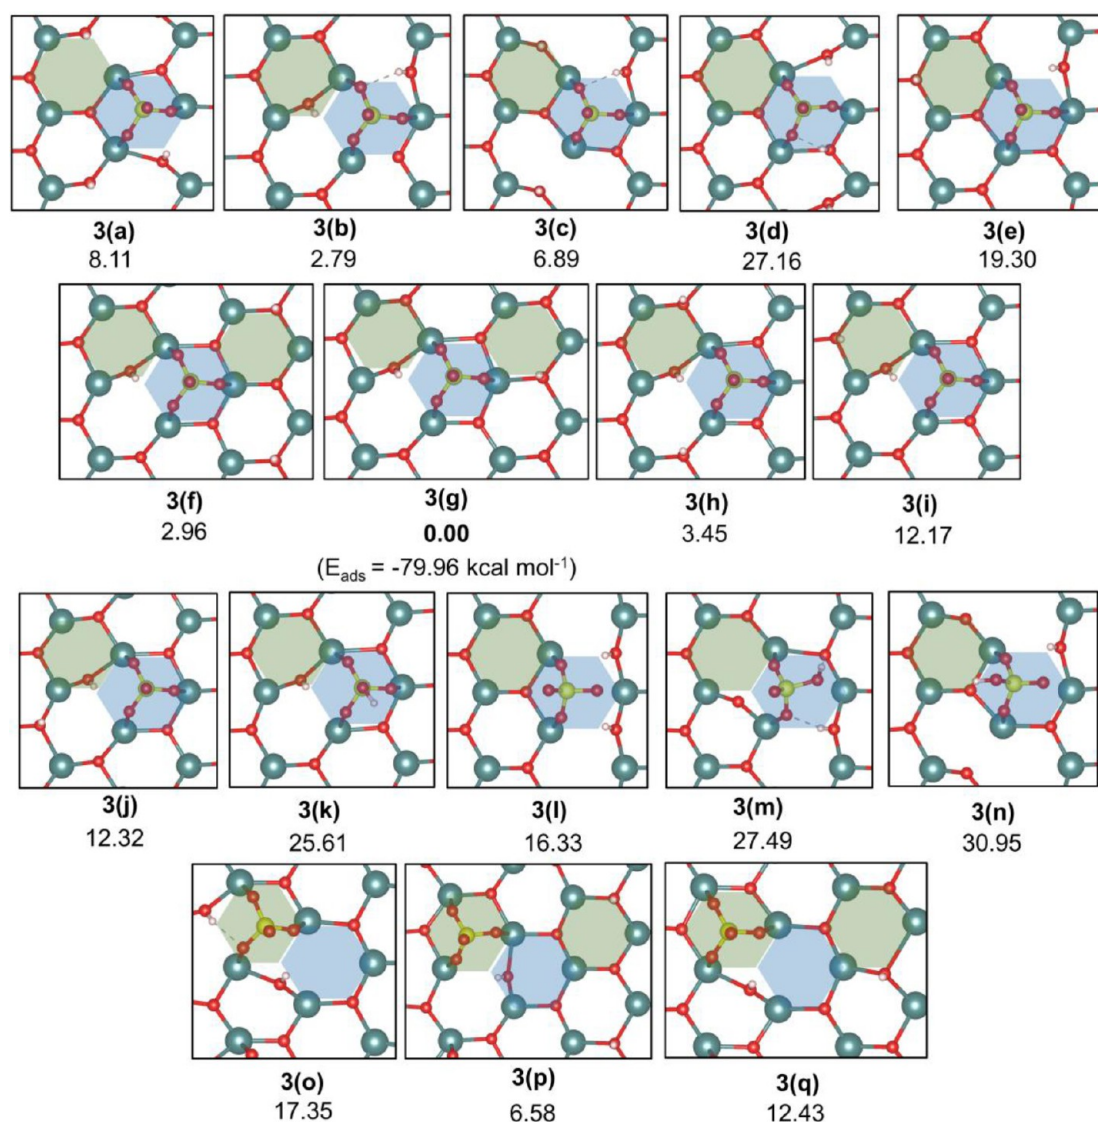 3(a) 3(b) 3(c) 3(d) 3(e)
8.11 2.79 6.89 27.16 19.30
3(f) 3(g) 3(h) 3(i)
2.96 0.00 3.45 12.17
(E_ads = -79.96 kcal mol⁻¹)
3(j) 3(k) 3(l) 3(m) 3(n)
12.32 25.61 16.33 27.49 30.95
3(o) 3(p) 3(q)
17.35 6.58 12.43